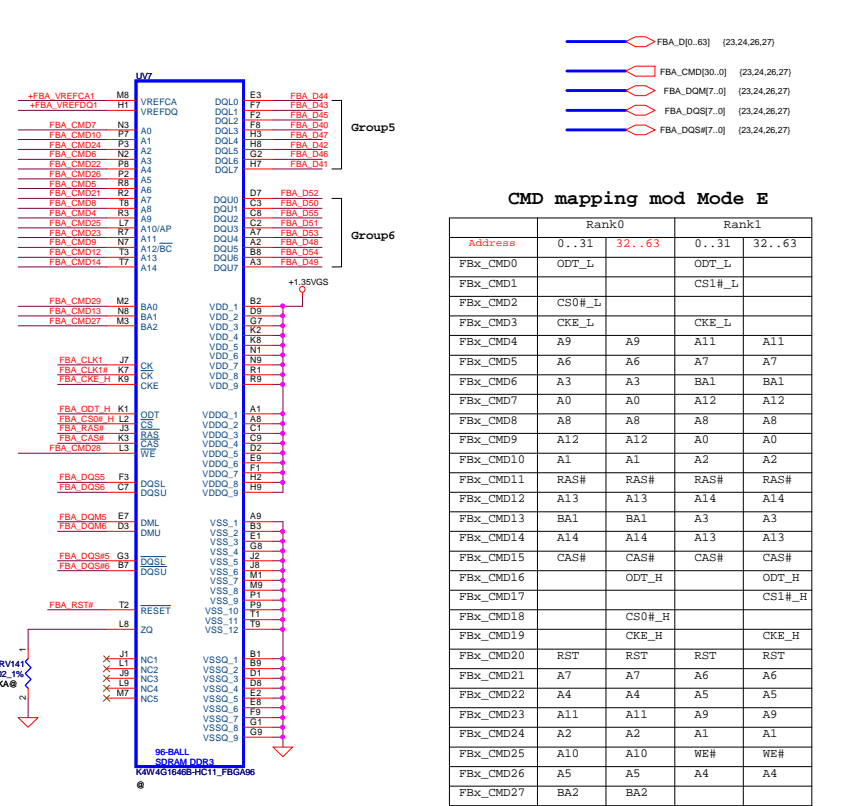 UV7
+FBA_VREFCA1 M8 VREFCA DQL0 E3 FBA_D44
+FBA_VREFDQ1 H1 VREFDQ DQL1 F7 FBA_D43
DQL2 F2 FBA_D45
FBA_CMD7 N3 A0 DQL3 F8 FBA_D40
FBA_CMD10 P7 A1 DQL4 H3 FBA_D47
FBA_CMD24 P3 A2 DQL5 H8 FBA_D42
FBA_CMD6 N2 A3 DQL6 G2 FBA_D46
FBA_CMD22 P8 A4 DQL7 H7 FBA_D41
Group5
FBA_CMD26 P2 A5
FBA_CMD5 R8 A6
FBA_CMD21 R2 A7 DQU0 D7 FBA_D52
FBA_CMD8 T8 A8 DQU1 C3 FBA_D50
FBA_CMD4 R3 A9 DQU2 C8 FBA_D55
FBA_CMD25 L7 A10/AP DQU3 C2 FBA_D51
FBA_CMD23 R7 A11 DQU4 A7 FBA_D53
FBA_CMD9 N7 A12/BC DQU5 A2 FBA_D48
FBA_CMD12 T3 A13 DQU6 B8 FBA_D54
FBA_CMD14 T7 A14 DQU7 A3 FBA_D49
Group6
+1.35VGS
FBA_CMD29 M2 BA0 VDD_1 B2
FBA_CMD13 N8 BA1 VDD_2 D9
FBA_CMD27 M3 BA2 VDD_3 G7
VDD_4 K2
VDD_5 K8
VDD_6 N1
FBA_CLK1 J7 CK VDD_7 N9
FBA_CLK1# K7 CK VDD_8 R1
FBA_CKE_H K9 CKE VDD_9 R9
FBA_ODT_H K1 ODT VDDQ_1 A1
FBA_CS0#_H L2 CS VDDQ_2 A8
FBA_RAS# J3 RAS VDDQ_3 C1
FBA_CAS# K3 CAS VDDQ_4 C9
FBA_CMD28 L3 WE VDDQ_5 D2
VDDQ_6 E9
VDDQ_7 F1
FBA_DQS5 F3 DQSL VDDQ_8 H2
FBA_DQS6 C7 DQSU VDDQ_9 H9
FBA_DQM5 E7 DML VSS_1 A9
FBA_DQM6 D3 DMU VSS_2 B3
VSS_3 E1
VSS_4 G8
FBA_DQS#5 G3 DQSL VSS_5 J2
FBA_DQS#6 B7 DQSU VSS_6 J8
VSS_7 M1
VSS_8 M9
VSS_9 P1
FBA_RST# T2 RESET VSS_10 P9
VSS_11 T1
L8 ZQ VSS_12 T9
J1 NC1 VSSQ_1 B1
L1 NC2 VSSQ_2 B9
J9 NC3 VSSQ_3 D1
L9 NC4 VSSQ_4 D8
M7 NC5 VSSQ_5 E2
VSSQ_6 E8
VSSQ_7 F9
VSSQ_8 G1
VSSQ_9 G9
1
RV141
02_1%
KA@
2
96-BALL
SDRAM DDR3
K4W4G1646B-HC11_FBGA96
@
FBA_D[0..63] {23,24,26,27}
FBA_CMD[30..0] {23,24,26,27}
FBA_DQM[7..0] {23,24,26,27}
FBA_DQS[7..0] {23,24,26,27}
FBA_DQS#[7..0] {23,24,26,27}
CMD mapping mod Mode E
Rank0 Rank1
Address 0..31 32..63 0..31 32..63
FBx_CMD0 ODT_L ODT_L
FBx_CMD1 CS1#_L
FBx_CMD2 CS0#_L
FBx_CMD3 CKE_L CKE_L
FBx_CMD4 A9 A9 A11 A11
FBx_CMD5 A6 A6 A7 A7
FBx_CMD6 A3 A3 BA1 BA1
FBx_CMD7 A0 A0 A12 A12
FBx_CMD8 A8 A8 A8 A8
FBx_CMD9 A12 A12 A0 A0
FBx_CMD10 A1 A1 A2 A2
FBx_CMD11 RAS# RAS# RAS# RAS#
FBx_CMD12 A13 A13 A14 A14
FBx_CMD13 BA1 BA1 A3 A3
FBx_CMD14 A14 A14 A13 A13
FBx_CMD15 CAS# CAS# CAS# CAS#
FBx_CMD16 ODT_H ODT_H
FBx_CMD17 CS1#_H
FBx_CMD18 CS0#_H
FBx_CMD19 CKE_H CKE_H
FBx_CMD20 RST RST RST RST
FBx_CMD21 A7 A7 A6 A6
FBx_CMD22 A4 A4 A5 A5
FBx_CMD23 A11 A11 A9 A9
FBx_CMD24 A2 A2 A1 A1
FBx_CMD25 A10 A10 WE# WE#
FBx_CMD26 A5 A5 A4 A4
FBx_CMD27 BA2 BA2